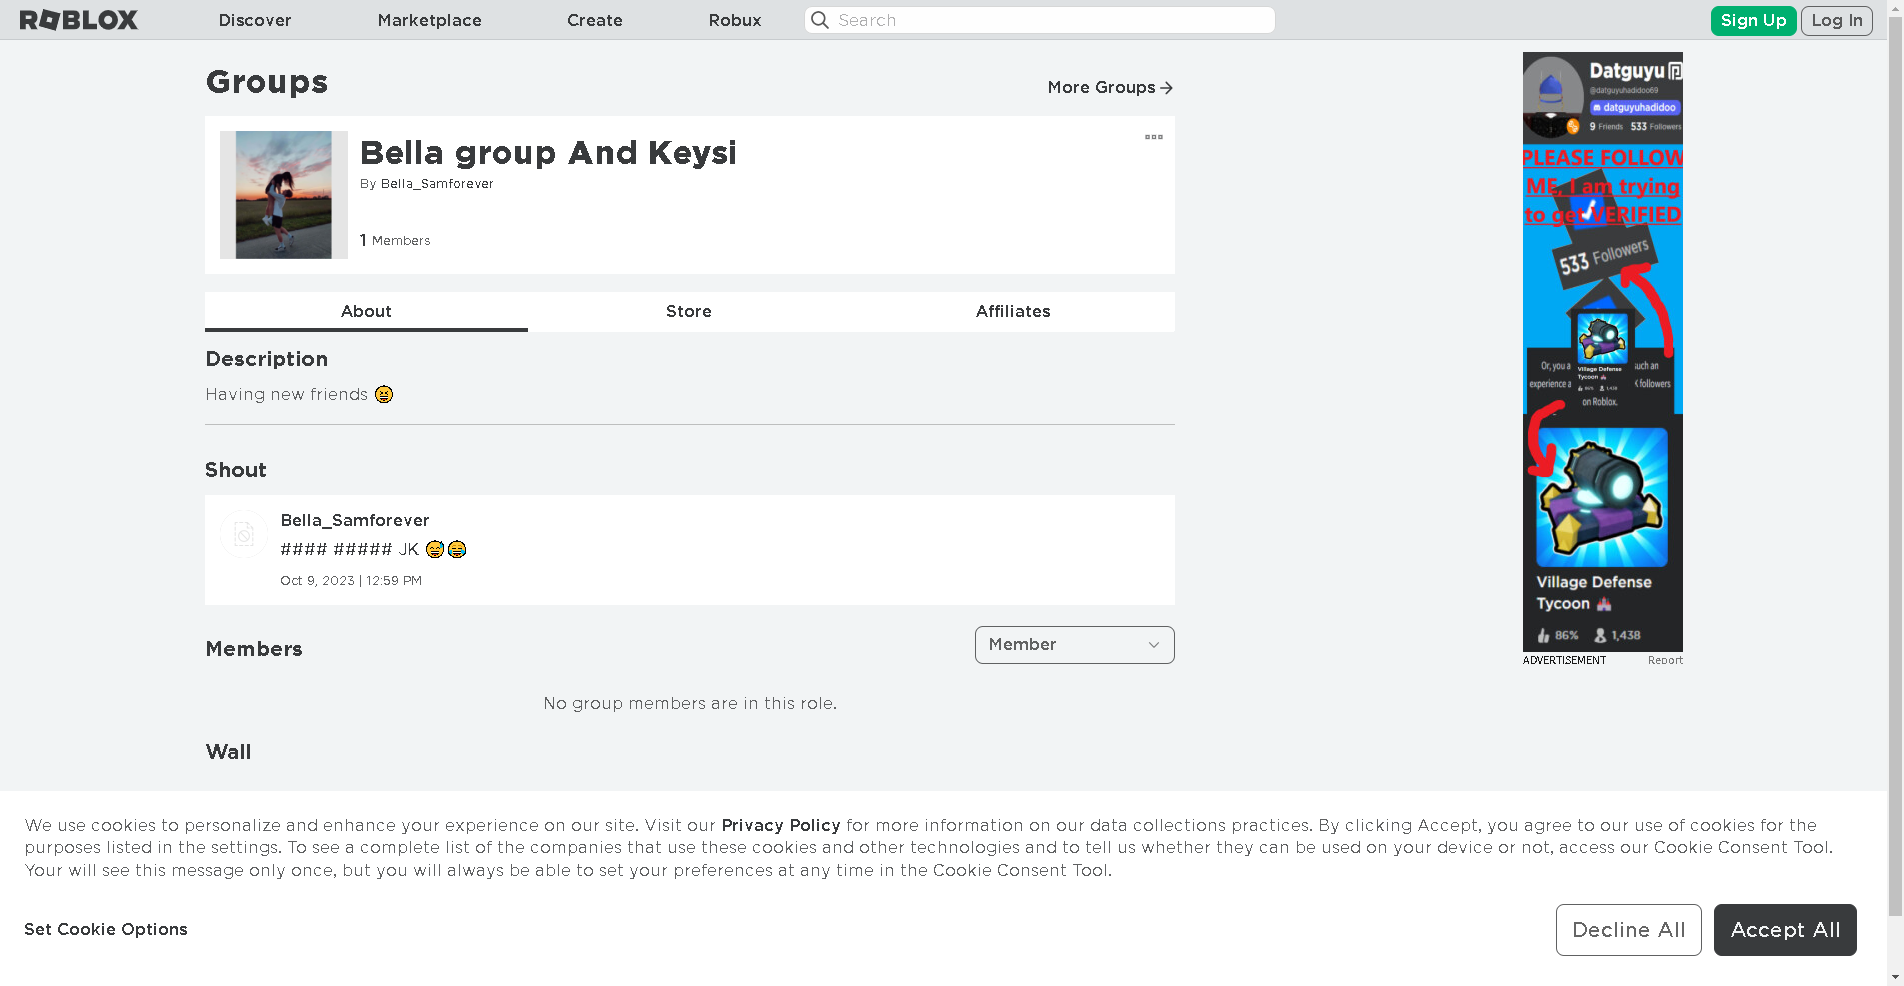 ROBLOX
Discover
Marketplace
Create
Robux
Search
Sign Up
Log In
Groups
More Groups
Bella group And Keysi
By Bella_Samforever
1 Members
About
Store
Affiliates
Description
Having new friends 😆
Shout
Bella_Samforever
#### ##### JK 😅😂
Oct 9, 2023 | 12:59 PM
Members
Member
No group members are in this role.
Wall
Datguyu
@datguyuhadidoo69
datguyuhadidoo
9 Friends 533 Followers
PLEASE FOLLOW
ME, I am trying
to get VERIFIED
533 Followers
Or, you a
such an
experience a
K followers
on Roblox.
Village Defense
Tycoon
86% 1,438
Village Defense
Tycoon 🏰
86% 1,438
ADVERTISEMENT
Report
We use cookies to personalize and enhance your experience on our site. Visit our Privacy Policy for more information on our data collections practices. By clicking Accept, you agree to our use of cookies for the
purposes listed in the settings. To see a complete list of the companies that use these cookies and other technologies and to tell us whether they can be used on your device or not, access our Cookie Consent Tool.
Your will see this message only once, but you will always be able to set your preferences at any time in the Cookie Consent Tool.
Set Cookie Options
Decline All
Accept All